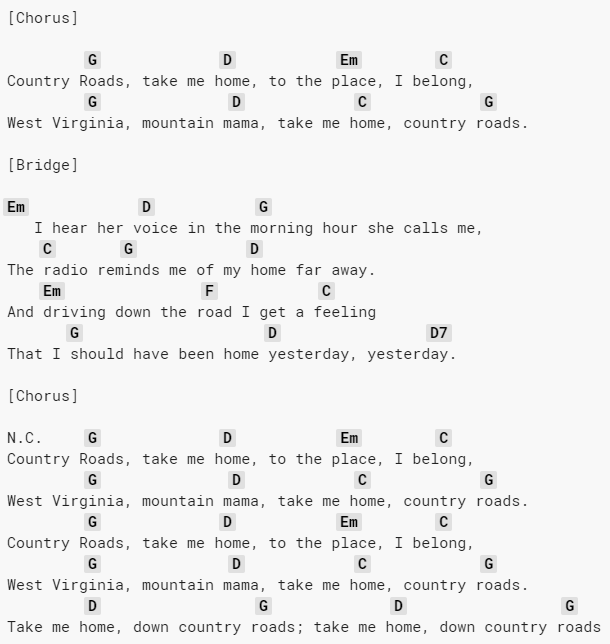 [Chorus]
G D Em C
Country Roads, take me home, to the place, I belong,
G D C G
West Virginia, mountain mama, take me home, country roads.
[Bridge]
Em D G
I hear her voice in the morning hour she calls me,
C G D
The radio reminds me of my home far away.
Em F C
And driving down the road I get a feeling
G D D7
That I should have been home yesterday, yesterday.
[Chorus]
N.C. G D Em C
Country Roads, take me home, to the place, I belong,
G D C G
West Virginia, mountain mama, take me home, country roads.
G D Em C
Country Roads, take me home, to the place, I belong,
G D C G
West Virginia, mountain mama, take me home, country roads.
D G D G
Take me home, down country roads; take me home, down country roads